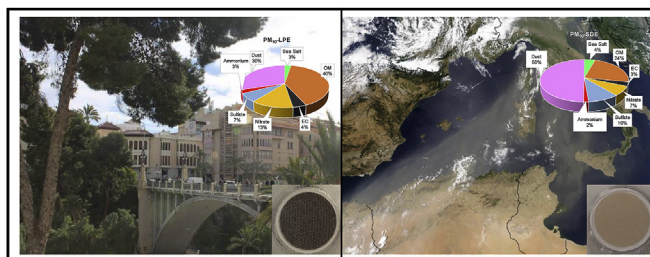 PM10-LPE
Sea Salt
3%
Dust
30%
OM
40%
Ammonium
3%
Sulfate
7%
Nitrate
13%
EC
4%
PM10-SDE
Sea Salt
4%
Dust
50%
OM
24%
EC
3%
Nitrate
7%
Sulfate
10%
Ammonium
2%